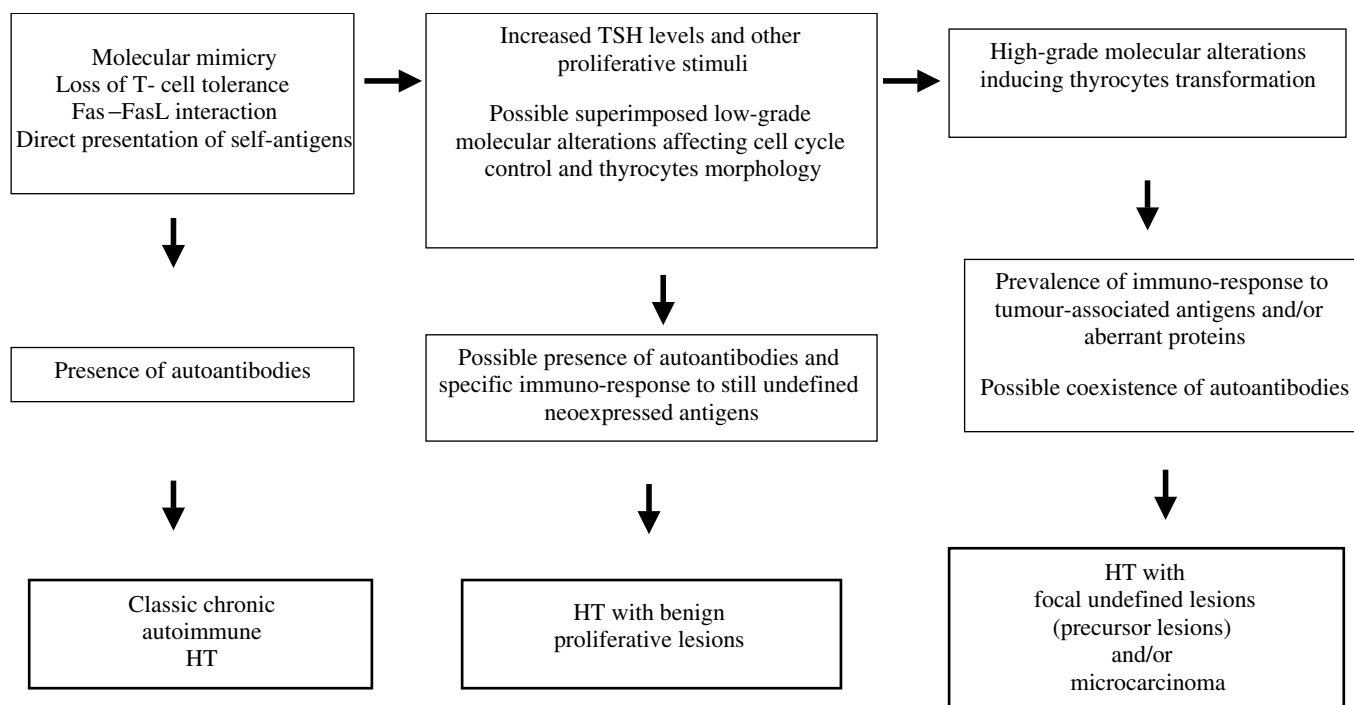 Molecular mimicry
Loss of T- cell tolerance
Fas–FasL interaction
Direct presentation of self-antigens
Increased TSH levels and other
proliferative stimuli
Possible superimposed low-grade
molecular alterations affecting cell cycle
control and thyrocytes morphology
High-grade molecular alterations
inducing thyrocytes transformation
Presence of autoantibodies
Possible presence of autoantibodies and
specific immuno-response to still undefined
neoexpressed antigens
Prevalence of immuno-response to
tumour-associated antigens and/or
aberrant proteins
Possible coexistence of autoantibodies
Classic chronic
autoimmune
HT
HT with benign
proliferative lesions
HT with
focal undefined lesions
(precursor lesions)
and/or
microcarcinoma